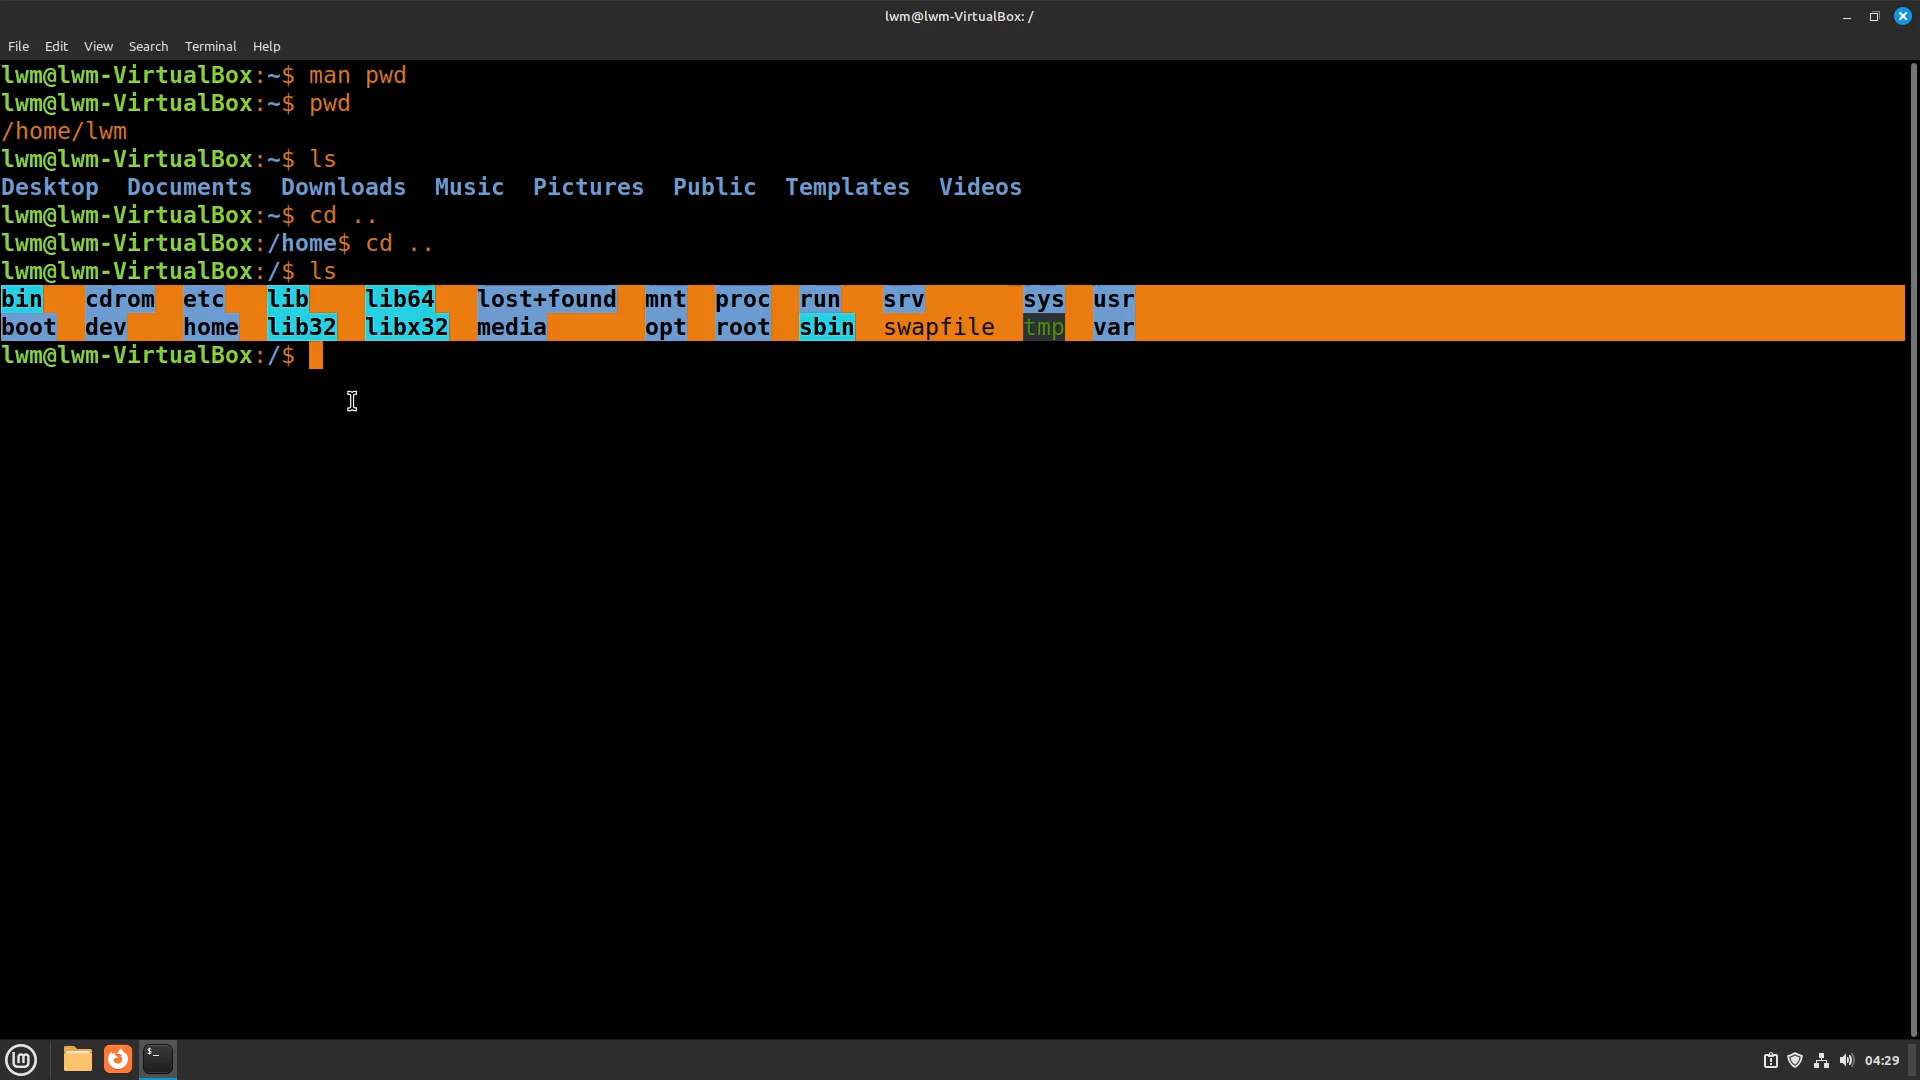 lwm@lwm-VirtualBox: /
File Edit View Search Terminal Help
lwm@lwm-VirtualBox:~$ man pwd
lwm@lwm-VirtualBox:~$ pwd
/home/lwm
lwm@lwm-VirtualBox:~$ ls
Desktop Documents Downloads Music Pictures Public Templates Videos
lwm@lwm-VirtualBox:~$ cd ..
lwm@lwm-VirtualBox:/home$ cd ..
lwm@lwm-VirtualBox:/$ ls
bin cdrom etc lib lib64 lost+found mnt proc run srv sys usr
boot dev home lib32 libx32 media opt root sbin swapfile tmp var
lwm@lwm-VirtualBox:/$
04:29